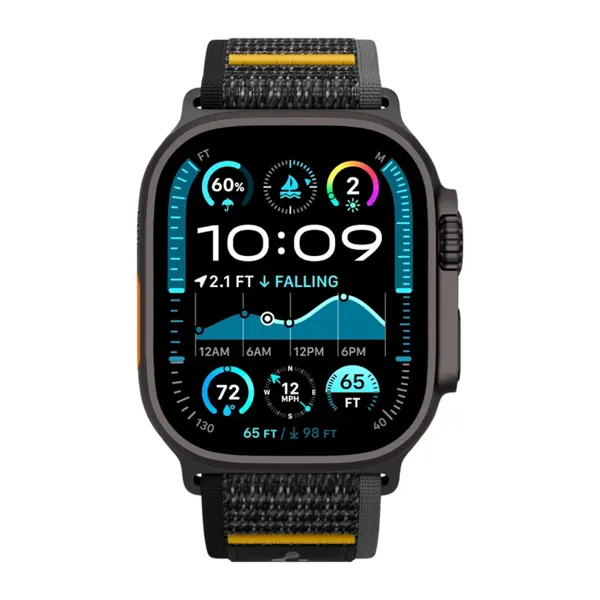 FT M
60% 2
10:09
2.1 FT ↓ FALLING
12AM 6AM 12PM 6PM
72 N W E S 12 MPH 65 FT
130 40
65 FT / ↓ 98 FT